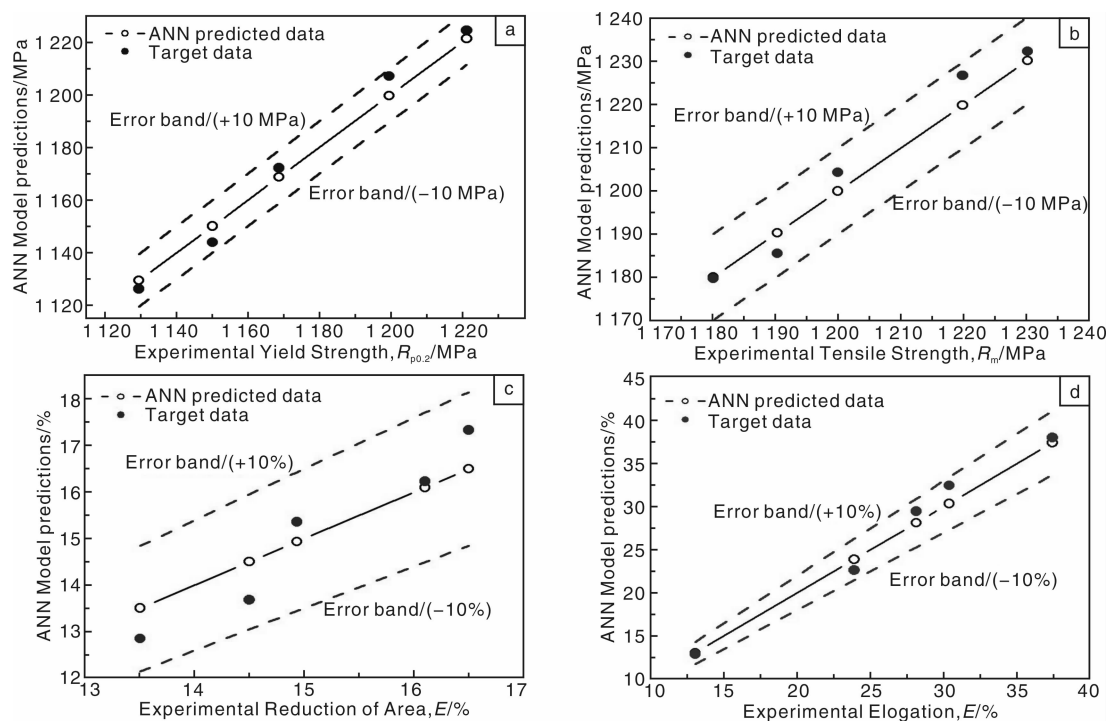 a
-o- ANN predicted data
● Target data
Error band/(+10 MPa)
Error band/(−10 MPa)
ANN Model predictions/MPa
1 220
1 200
1 180
1 160
1 140
1 120
1 120 1 140 1 160 1 180 1 200 1 220
Experimental Yield Strength, Rp0.2/MPa
b
-o- ANN predicted data
● Target data
Error band/(+10 MPa)
Error band/(−10 MPa)
ANN Model predictions/MPa
1 240
1 230
1 220
1 210
1 200
1 190
1 180
1 170
1 170 1 180 1 190 1 200 1 210 1 220 1 230 1 240
Experimental Tensile Strength, Rm/MPa
c
-o- ANN predicted data
● Target data
Error band/(+10%)
Error band/(−10%)
ANN Model predictions/%
18
17
16
15
14
13
12
13 14 15 16 17
Experimental Reduction of Area, E/%
d
-o- ANN predicted data
● Target data
Error band/(+10%)
Error band/(−10%)
ANN Model predictions/%
45
40
35
30
25
20
15
10
10 15 20 25 30 35 40
Experimental Elogation, E/%